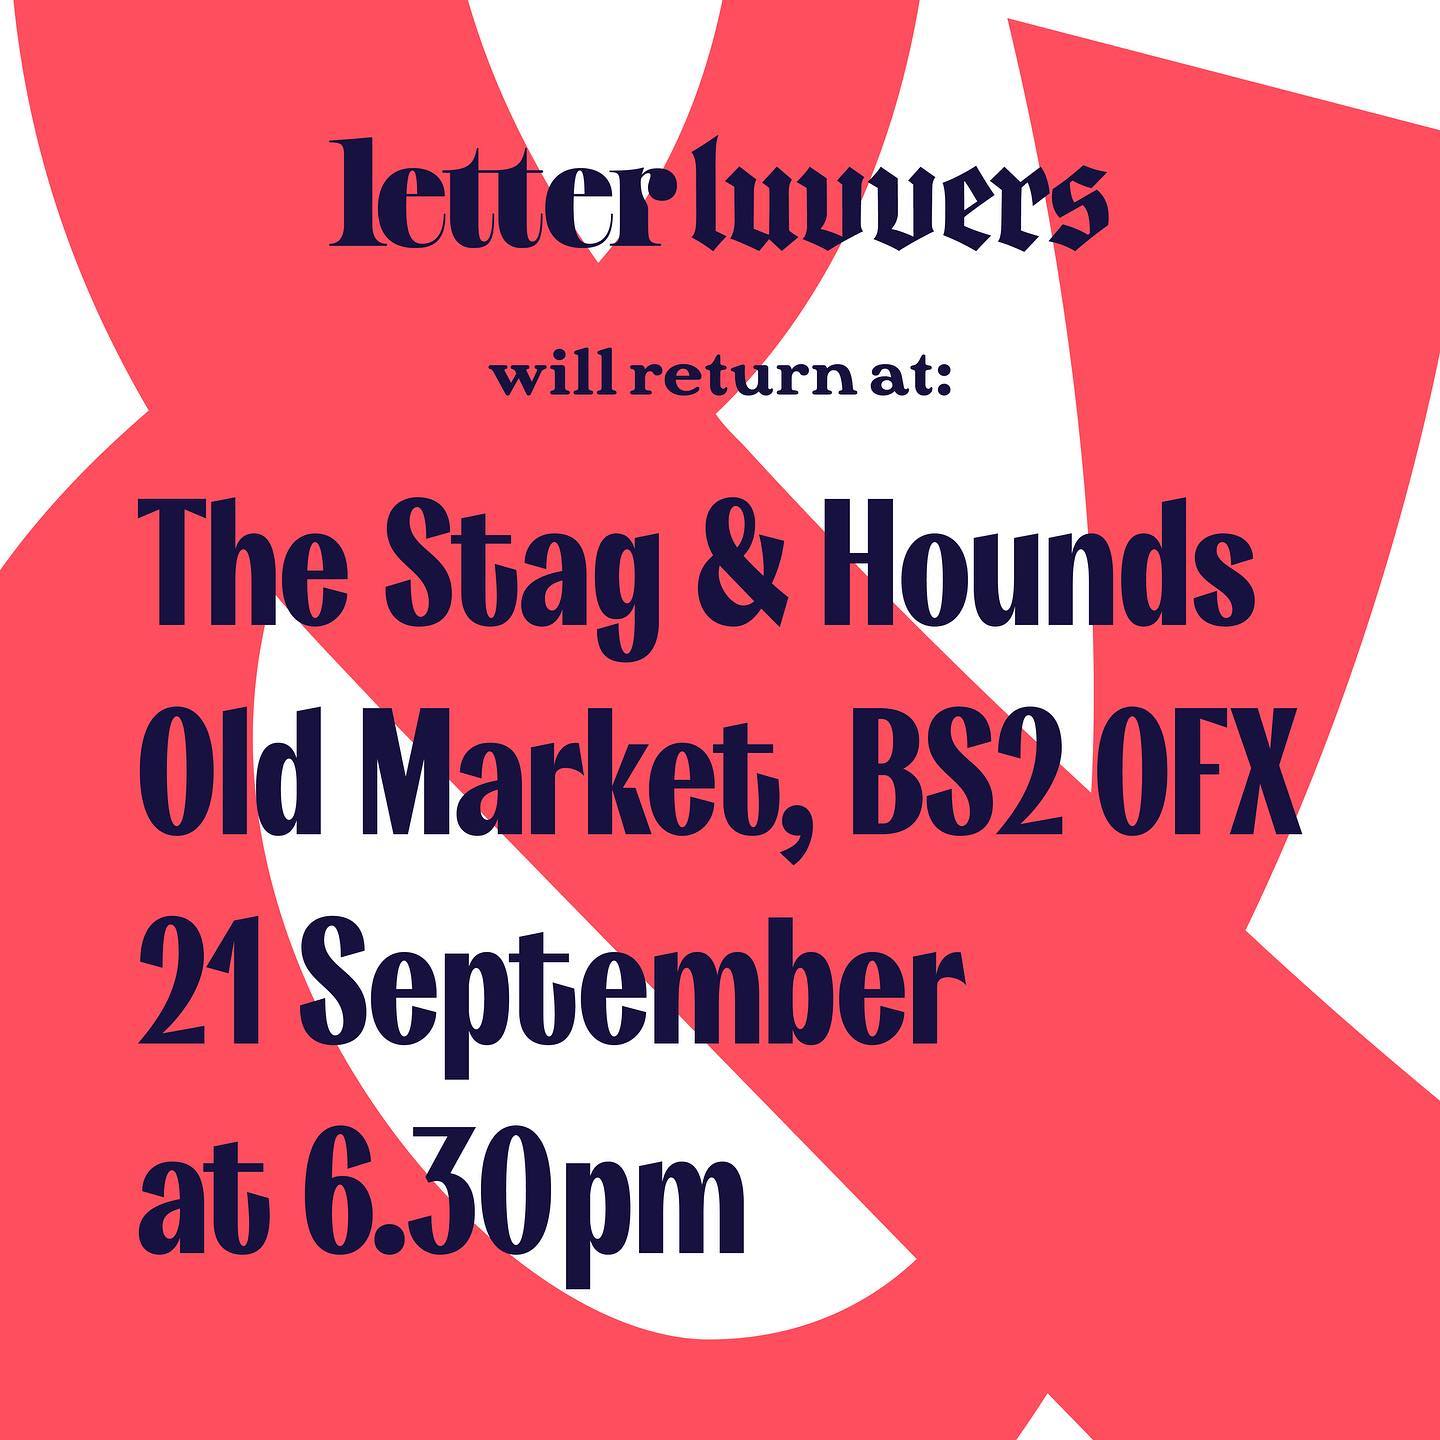 letter luvvers
will return at:
The Stag & Hounds
Old Market, BS2 0FX
21 September
at 6.30pm